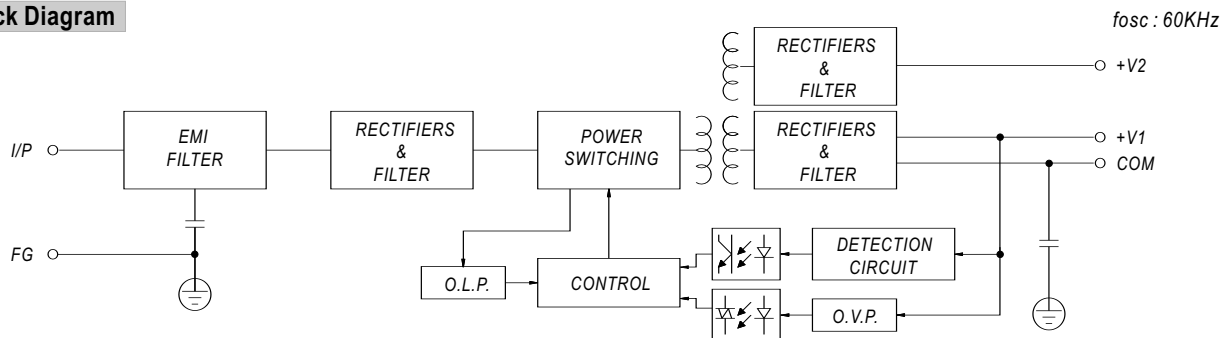 ck Diagram
fosc : 60KHz
RECTIFIERS
&
FILTER
+V2
I/P
EMI
FILTER
RECTIFIERS
&
FILTER
POWER
SWITCHING
RECTIFIERS
&
FILTER
+V1
COM
FG
O.L.P.
CONTROL
DETECTION
CIRCUIT
O.V.P.